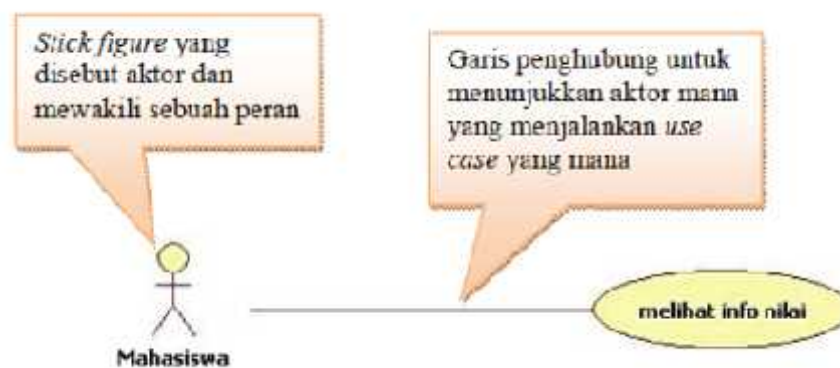 Stick figure yang
disebut aktor dan
mewakili sebuah peran
Garis penghubung untuk
menunjukkan aktor mana
yang menjalankan use
case yang mana
melihat info nilai
Mahasiswa